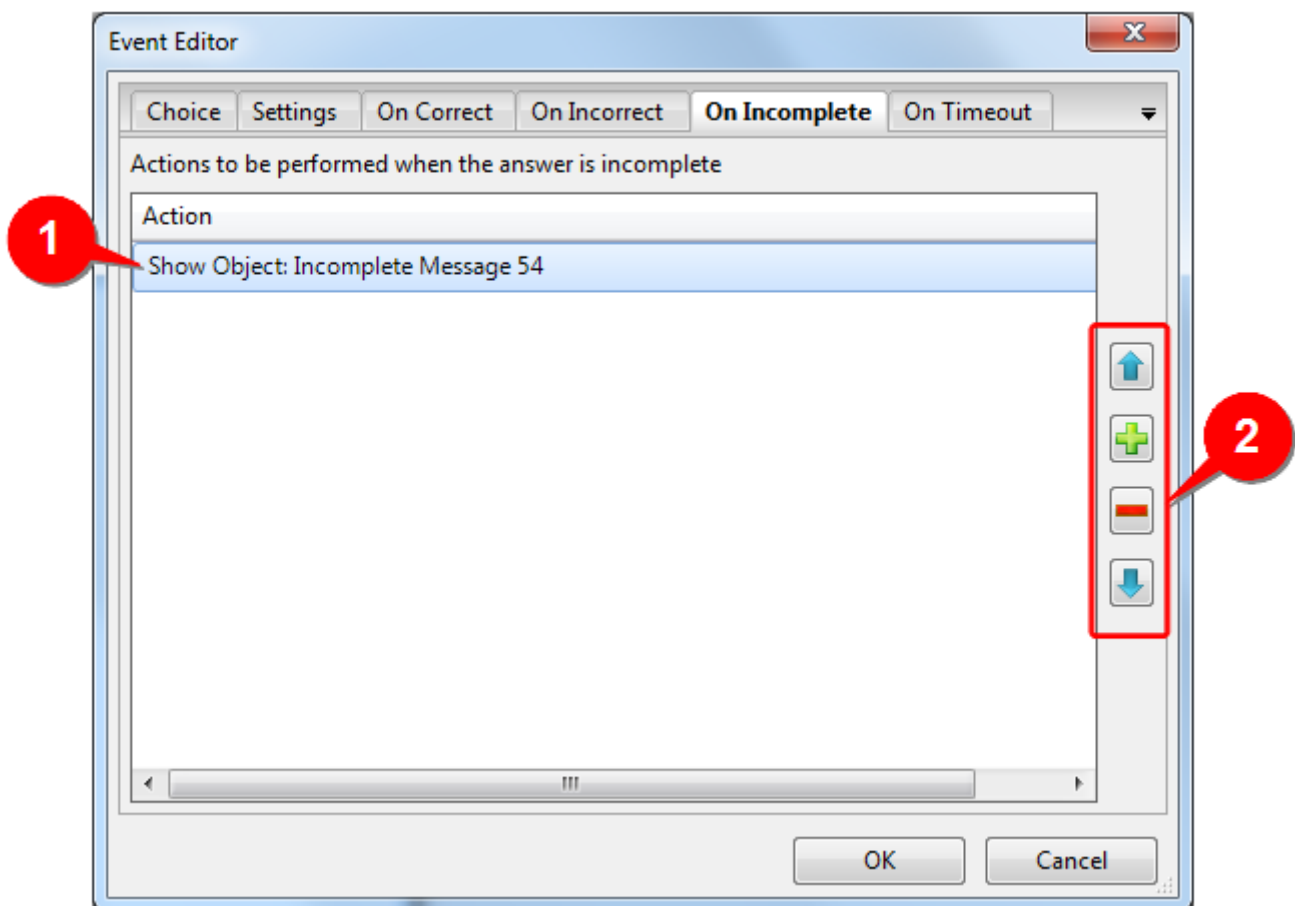 Event Editor
Choice Settings On Correct On Incorrect On Incomplete On Timeout
Actions to be performed when the answer is incomplete
Action
1
Show Object: Incomplete Message 54
2
OK Cancel